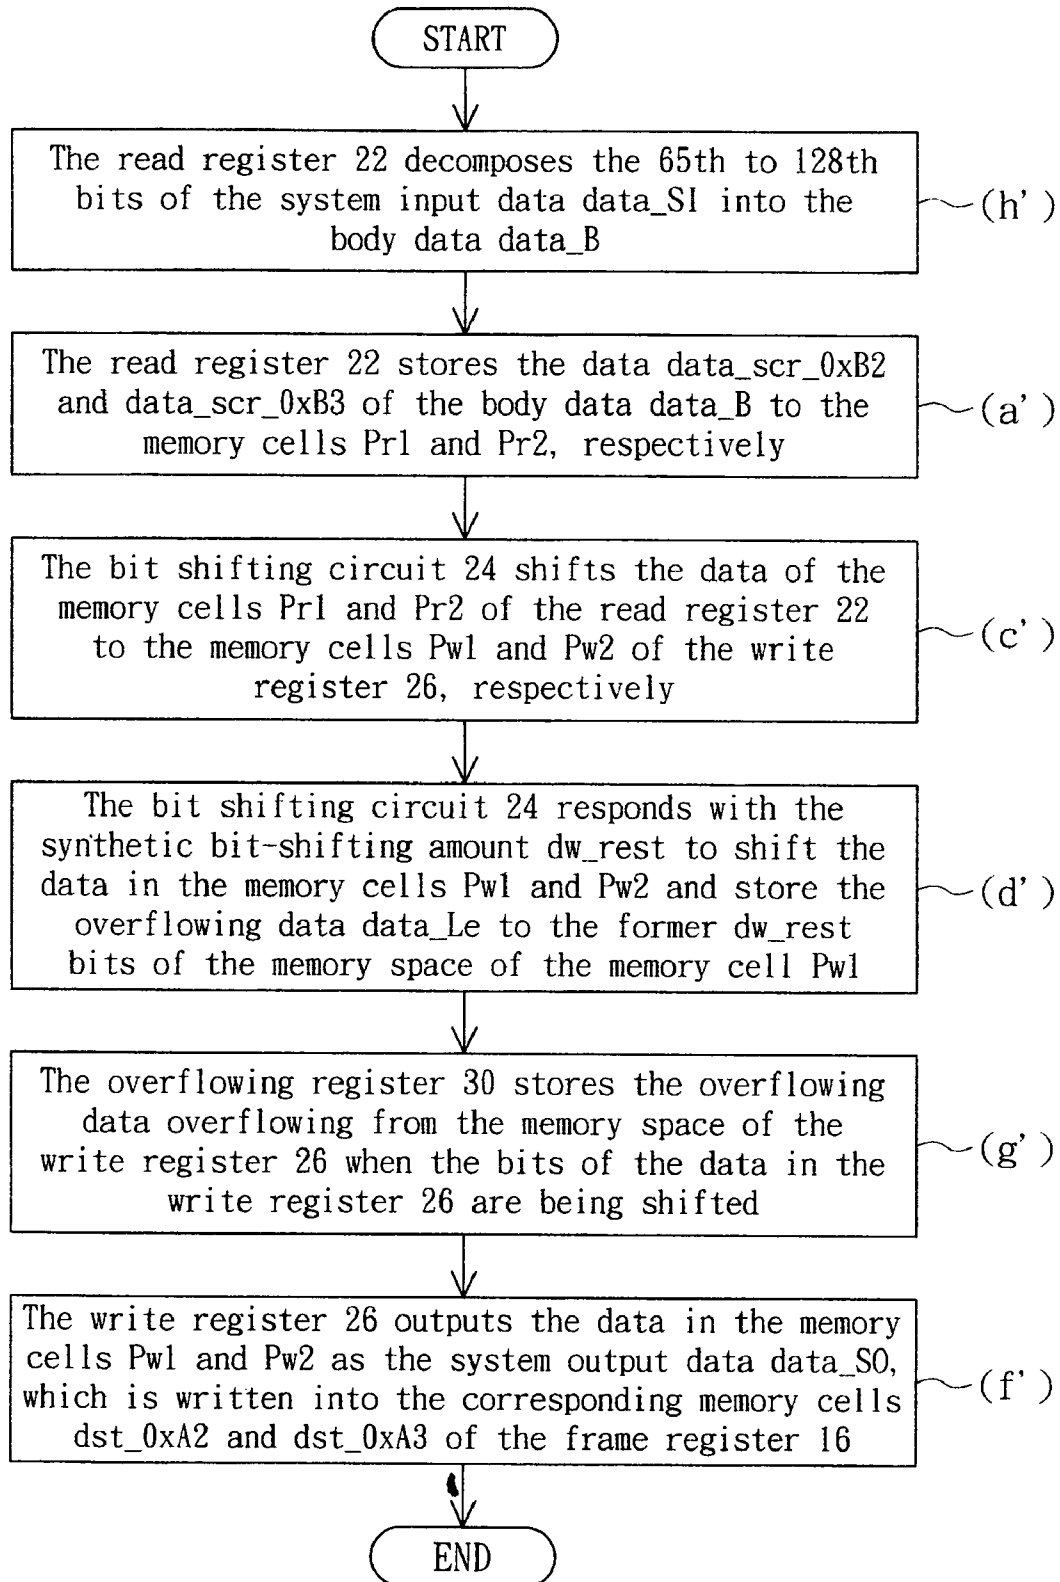 START
The read register 22 decomposes the 65th to 128th
bits of the system input data data_SI into the
body data data_B
(h')
The read register 22 stores the data data_scr_0xB2
and data_scr_0xB3 of the body data data_B to the
memory cells Pr1 and Pr2, respectively
(a')
The bit shifting circuit 24 shifts the data of the
memory cells Pr1 and Pr2 of the read register 22
to the memory cells Pw1 and Pw2 of the write
register 26, respectively
(c')
The bit shifting circuit 24 responds with the
synthetic bit-shifting amount dw_rest to shift the
data in the memory cells Pw1 and Pw2 and store the
overflowing data data_Le to the former dw_rest
bits of the memory space of the memory cell Pw1
(d')
The overflowing register 30 stores the overflowing
data overflowing from the memory space of the
write register 26 when the bits of the data in the
write register 26 are being shifted
(g')
The write register 26 outputs the data in the memory
cells Pw1 and Pw2 as the system output data data_SO,
which is written into the corresponding memory cells
dst_0xA2 and dst_0xA3 of the frame register 16
(f')
END